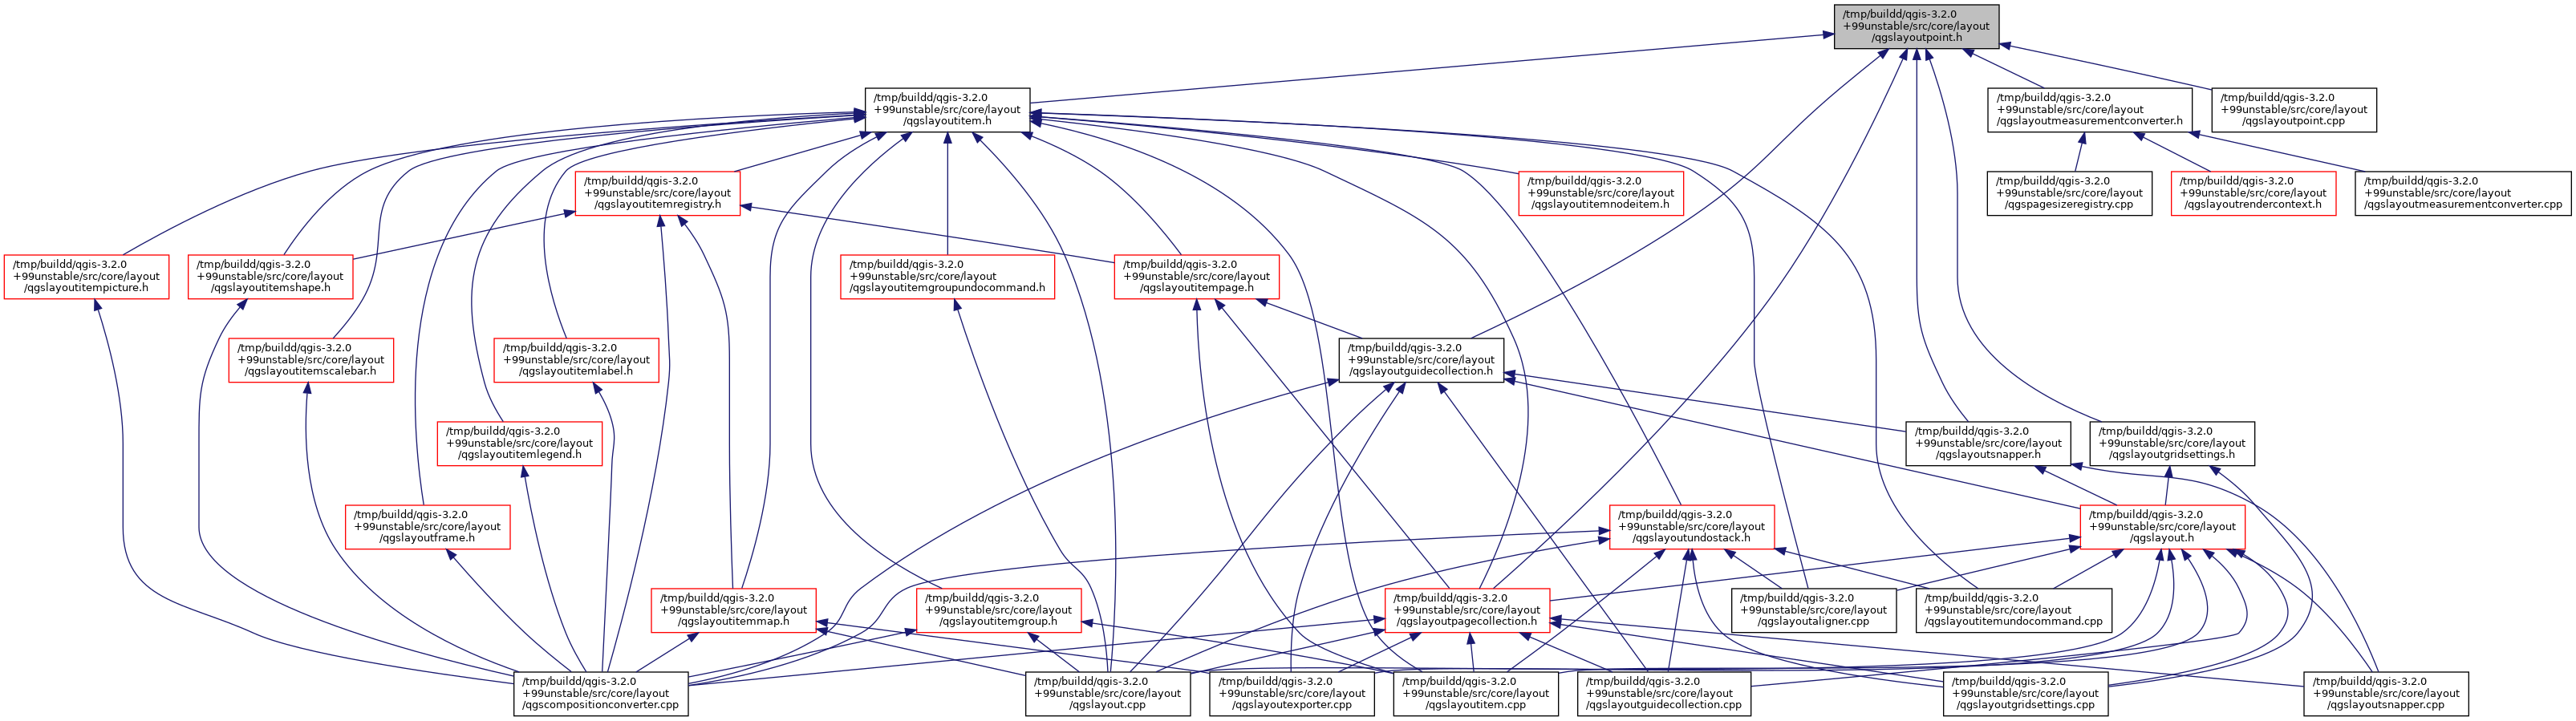 /tmp/buildd/qgis-3.2.0
+99unstable/src/core/layout
/qgslayoutpoint.h
/tmp/buildd/qgis-3.2.0
+99unstable/src/core/layout
/qgslayoutitem.h
/tmp/buildd/qgis-3.2.0
+99unstable/src/core/layout
/qgslayoutmeasurementconverter.h
/tmp/buildd/qgis-3.2.0
+99unstable/src/core/layout
/qgslayoutpoint.cpp
/tmp/buildd/qgis-3.2.0
+99unstable/src/core/layout
/qgslayoutitemregistry.h
/tmp/buildd/qgis-3.2.0
+99unstable/src/core/layout
/qgslayoutitemnodeitem.h
/tmp/buildd/qgis-3.2.0
+99unstable/src/core/layout
/qgspagesizeregistry.cpp
/tmp/buildd/qgis-3.2.0
+99unstable/src/core/layout
/qgslayoutrendercontext.h
/tmp/buildd/qgis-3.2.0
+99unstable/src/core/layout
/qgslayoutmeasurementconverter.cpp
/tmp/buildd/qgis-3.2.0
+99unstable/src/core/layout
/qgslayoutitempicture.h
/tmp/buildd/qgis-3.2.0
+99unstable/src/core/layout
/qgslayoutitemshape.h
/tmp/buildd/qgis-3.2.0
+99unstable/src/core/layout
/qgslayoutitemgroupundocommand.h
/tmp/buildd/qgis-3.2.0
+99unstable/src/core/layout
/qgslayoutitempage.h
/tmp/buildd/qgis-3.2.0
+99unstable/src/core/layout
/qgslayoutitemscalebar.h
/tmp/buildd/qgis-3.2.0
+99unstable/src/core/layout
/qgslayoutitemlabel.h
/tmp/buildd/qgis-3.2.0
+99unstable/src/core/layout
/qgslayoutguidecollection.h
/tmp/buildd/qgis-3.2.0
+99unstable/src/core/layout
/qgslayoutitemlegend.h
/tmp/buildd/qgis-3.2.0
+99unstable/src/core/layout
/qgslayoutsnapper.h
/tmp/buildd/qgis-3.2.0
+99unstable/src/core/layout
/qgslayoutgridsettings.h
/tmp/buildd/qgis-3.2.0
+99unstable/src/core/layout
/qgslayoutframe.h
/tmp/buildd/qgis-3.2.0
+99unstable/src/core/layout
/qgslayoutundostack.h
/tmp/buildd/qgis-3.2.0
+99unstable/src/core/layout
/qgslayout.h
/tmp/buildd/qgis-3.2.0
+99unstable/src/core/layout
/qgslayoutitemmap.h
/tmp/buildd/qgis-3.2.0
+99unstable/src/core/layout
/qgslayoutitemgroup.h
/tmp/buildd/qgis-3.2.0
+99unstable/src/core/layout
/qgslayoutpagecollection.h
/tmp/buildd/qgis-3.2.0
+99unstable/src/core/layout
/qgslayoutaligner.cpp
/tmp/buildd/qgis-3.2.0
+99unstable/src/core/layout
/qgslayoutitemundocommand.cpp
/tmp/buildd/qgis-3.2.0
+99unstable/src/core/layout
/qgscompositionconverter.cpp
/tmp/buildd/qgis-3.2.0
+99unstable/src/core/layout
/qgslayout.cpp
/tmp/buildd/qgis-3.2.0
+99unstable/src/core/layout
/qgslayoutexporter.cpp
/tmp/buildd/qgis-3.2.0
+99unstable/src/core/layout
/qgslayoutitem.cpp
/tmp/buildd/qgis-3.2.0
+99unstable/src/core/layout
/qgslayoutguidecollection.cpp
/tmp/buildd/qgis-3.2.0
+99unstable/src/core/layout
/qgslayoutgridsettings.cpp
/tmp/buildd/qgis-3.2.0
+99unstable/src/core/layout
/qgslayoutsnapper.cpp